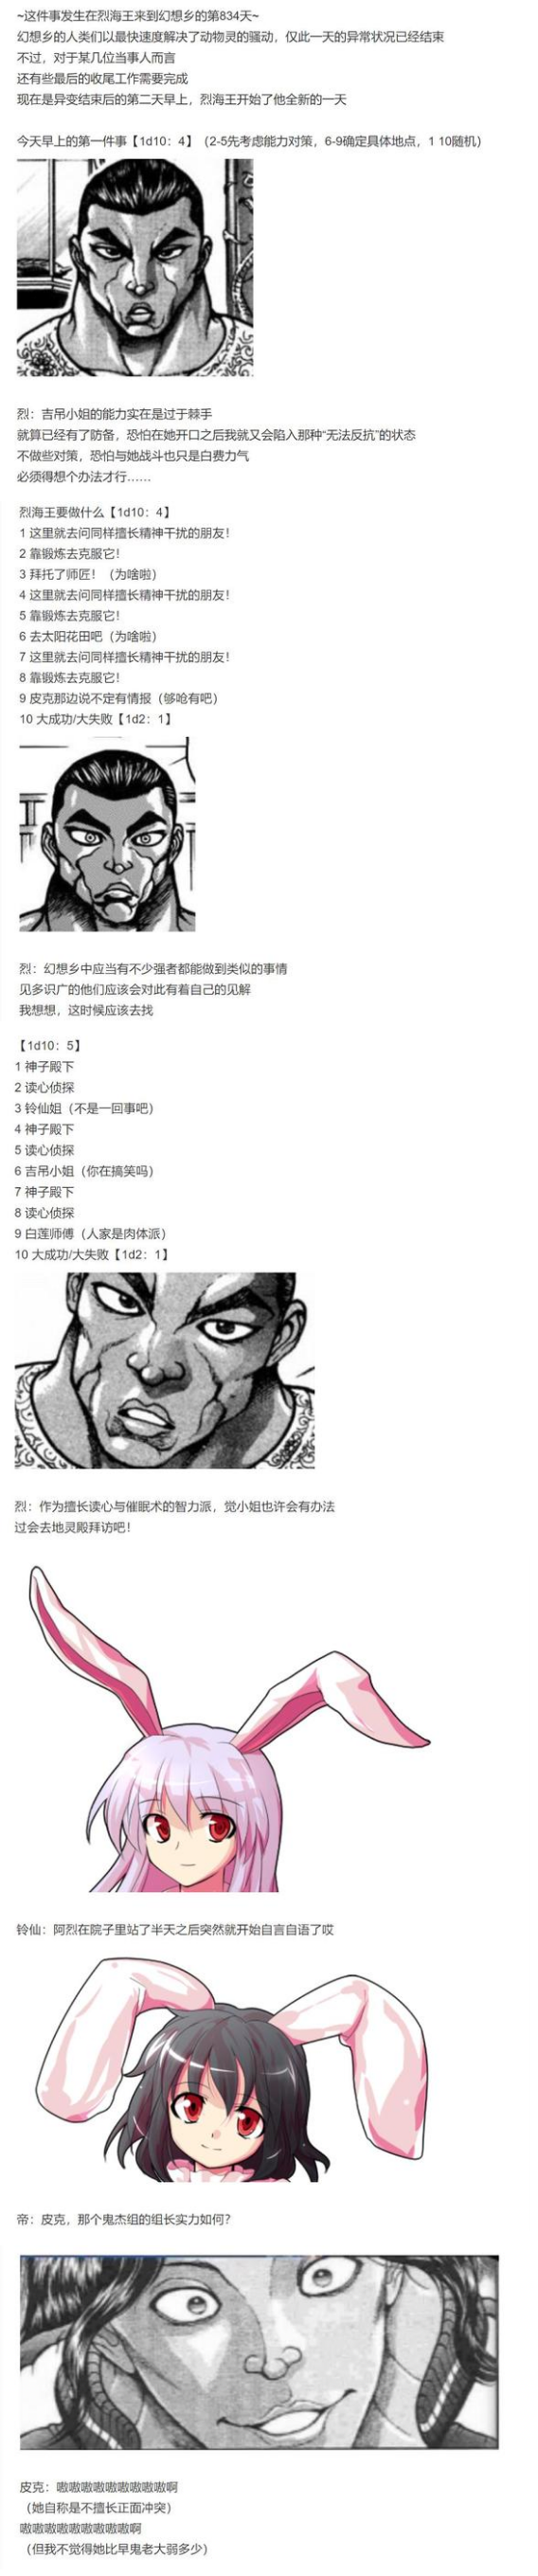 ~这件事发生在烈海王来到幻想乡的第834天~
幻想乡的人类们以最快速度解决了动物灵的骚动，仅此一天的异常状况已经结束
不过，对于某几位当事人而言
还有些最后的收尾工作需要完成
现在是异变结束后的第二天早上，烈海王开始了他全新的一天
今天早上的第一件事【1d10：4】（2-5先考虑能力对策，6-9确定具体地点，1 10随机）
烈：吉吊小姐的能力实在是过于棘手
就算已经有了防备，恐怕在她开口之后我就又会陷入那种“无法反抗”的状态
不做些对策，恐怕与她战斗也只是白费力气
必须得想个办法才行……
烈海王要做什么【1d10：4】
1 这里就去问同样擅长精神干扰的朋友！
2 靠锻炼去克服它！
3 拜托了师匠！（为啥啦）
4 这里就去问同样擅长精神干扰的朋友！
5 靠锻炼去克服它！
6 去太阳花田吧（为啥啦）
7 这里就去问同样擅长精神干扰的朋友！
8 靠锻炼去克服它！
9 皮克那边说不定有情报（够呛有吧）
10 大成功/大失败【1d2：1】
烈：幻想乡中应当有不少强者都能做到类似的事情
见多识广的他们应该会对此有着自己的见解
我想想，这时候应该去找
【1d10：5】
1 神子殿下
2 读心侦探
3 铃仙姐（不是一回事吧）
4 神子殿下
5 读心侦探
6 吉吊小姐（你在搞笑吗）
7 神子殿下
8 读心侦探
9 白莲师傅（人家是肉体派）
10 大成功/大失败【1d2：1】
烈：作为擅长读心与催眠术的智力派，觉小姐也许会有办法
过会去地灵殿拜访吧！
铃仙：阿烈在院子里站了半天之后突然就开始自言自语了哎
帝：皮克，那个鬼杰组的组长实力如何？
皮克：嗷嗷嗷嗷嗷嗷嗷嗷嗷啊
（她自称是不擅长正面冲突）
嗷嗷嗷嗷嗷嗷嗷嗷嗷啊
（但我不觉得她比早鬼老大弱多少）